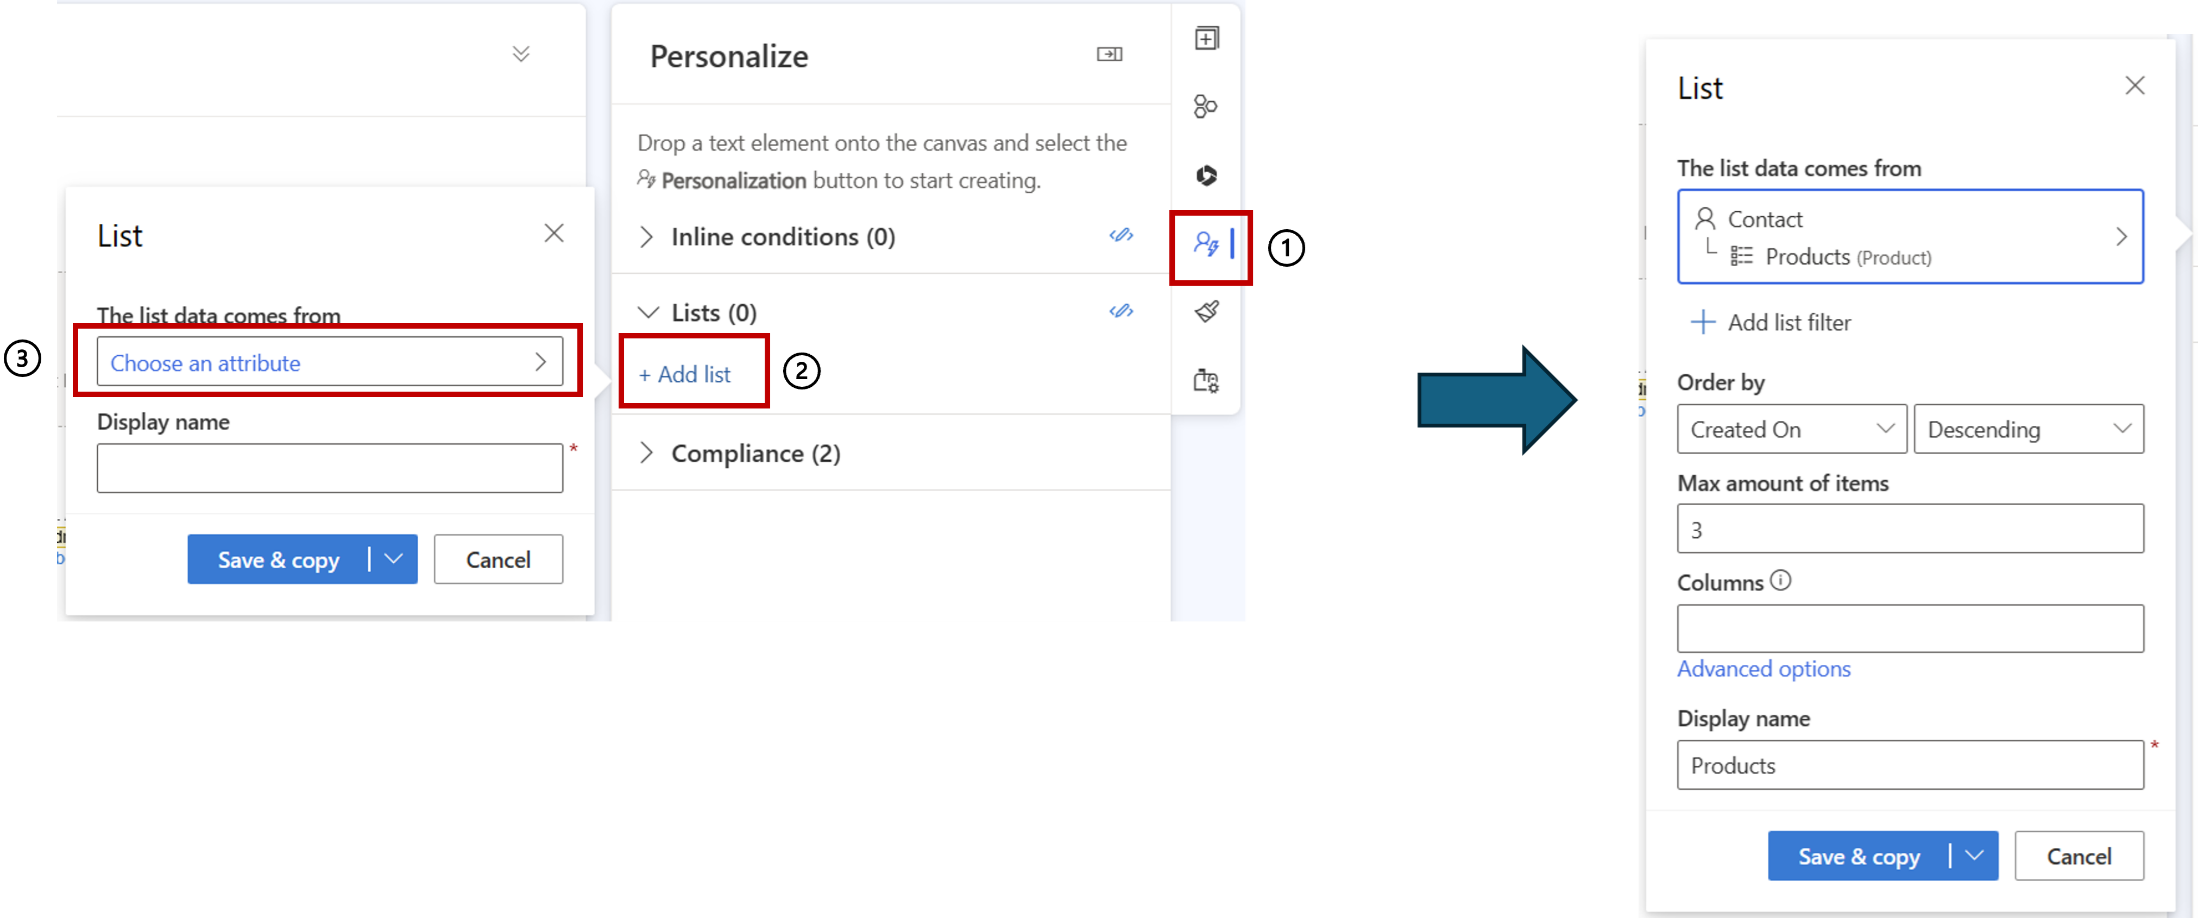 Personalize
Drop a text element onto the canvas and select the
Personalization button to start creating.
Inline conditions (0)
①
Lists (0)
+ Add list
②
Compliance (2)
List
The list data comes from
③
Choose an attribute
Display name
*
Save & copy
Cancel
List
The list data comes from
Contact
Products (Product)
Add list filter
Order by
Created On
Descending
Max amount of items
3
Columns
Advanced options
Display name
Products
*
Save & copy
Cancel